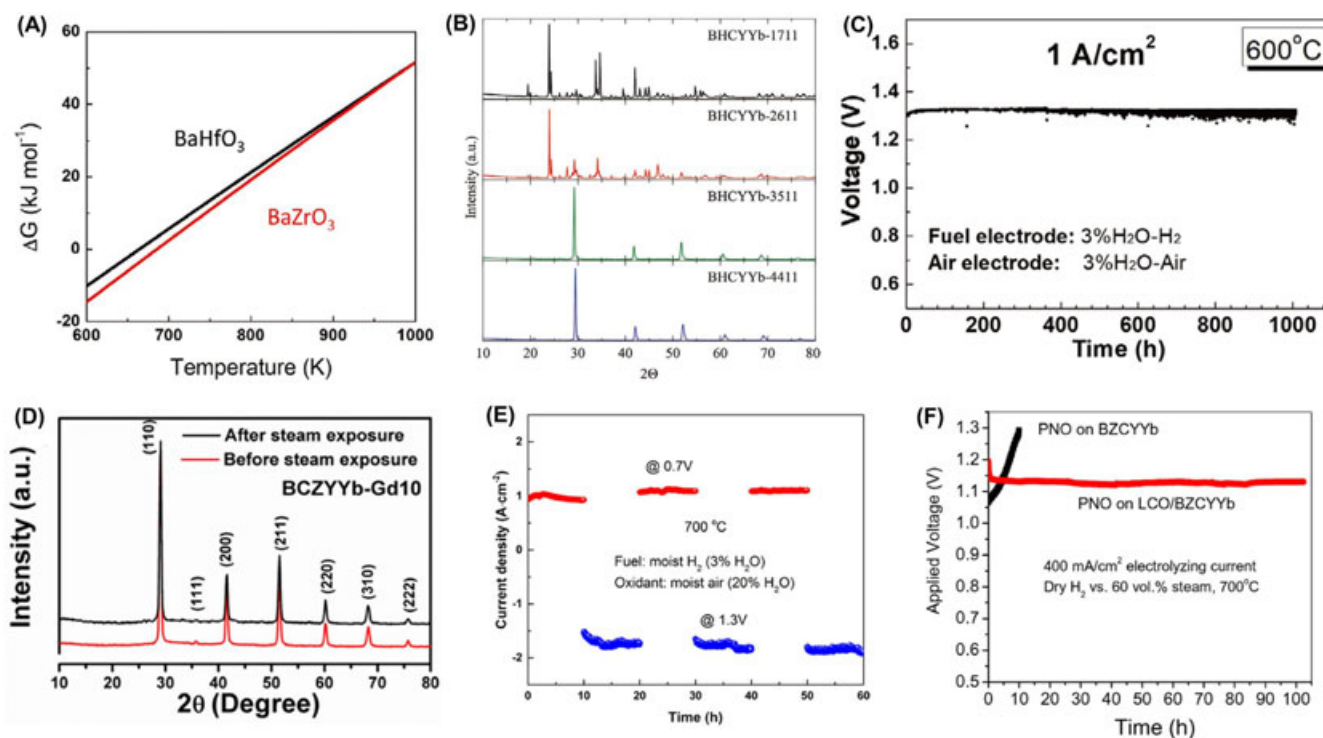 (A)
60
50
40
20
0
-20
600
700
800
900
1000
ΔG (kJ mol⁻¹)
BaHfO₃
BaZrO₃
Temperature (K)
(B)
BHCYYb-1711
BHCYYb-2611
BHCYYb-3511
BHCYYb-4411
Intensity (a.u.)
10 20 30 40 50 60 70 80
2Θ
(C)
1 A/cm²
600°C
1.6
1.4
1.2
1.0
0.8
0.6
Voltage (V)
Fuel electrode: 3%H₂O-H₂
Air electrode: 3%H₂O-Air
0 200 400 600 800 1000
Time (h)
(D)
After steam exposure
Before steam exposure
BCZYYb-Gd10
(110)
(111)
(200)
(211)
(220)
(310)
(222)
Intensity (a.u.)
10 20 30 40 50 60 70 80
2θ (Degree)
(E)
2
1
0
-1
-2
Current density (A·cm⁻²)
@ 0.7V
700 °C
Fuel: moist H₂ (3% H₂O)
Oxidant: moist air (20% H₂O)
@ 1.3V
0 10 20 30 40 50 60
Time (h)
(F)
PNO on BZCYYb
1.3
1.2
1.1
1.0
0.9
0.8
0.7
0.6
0.5
Applied Voltage (V)
PNO on LCO/BZCYYb
400 mA/cm² electrolyzing current
Dry H₂ vs. 60 vol.% steam, 700°C
0 10 20 30 40 50 60 70 80 90 100
Time (h)